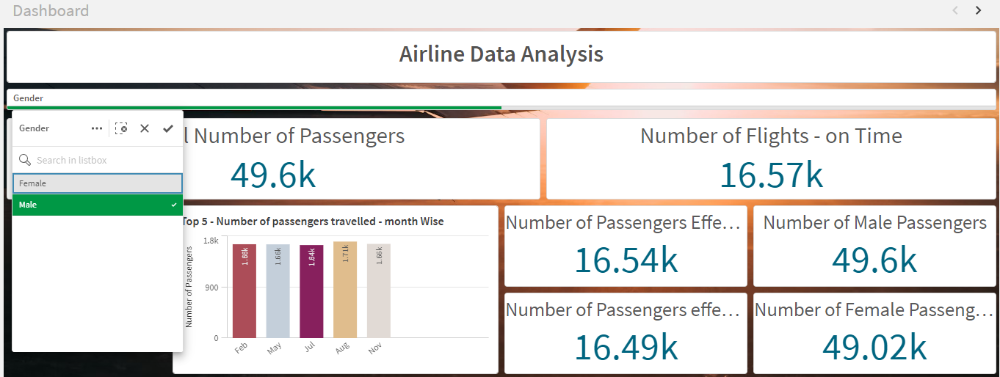 Dashboard
Airline Data Analysis
Gender
Gender
Search in listbox
Female
Male
l Number of Passengers
49.6k
Number of Flights - on Time
16.57k
Top 5 - Number of passengers travelled - month Wise
Number of Passengers
1.8k
900
0
1.66k
1.66k
1.64k
1.71k
1.66k
Feb
May
Jul
Aug
Nov
Number of Passengers Effe…
16.54k
Number of Male Passengers
49.6k
Number of Passengers effe…
16.49k
Number of Female Passeng…
49.02k